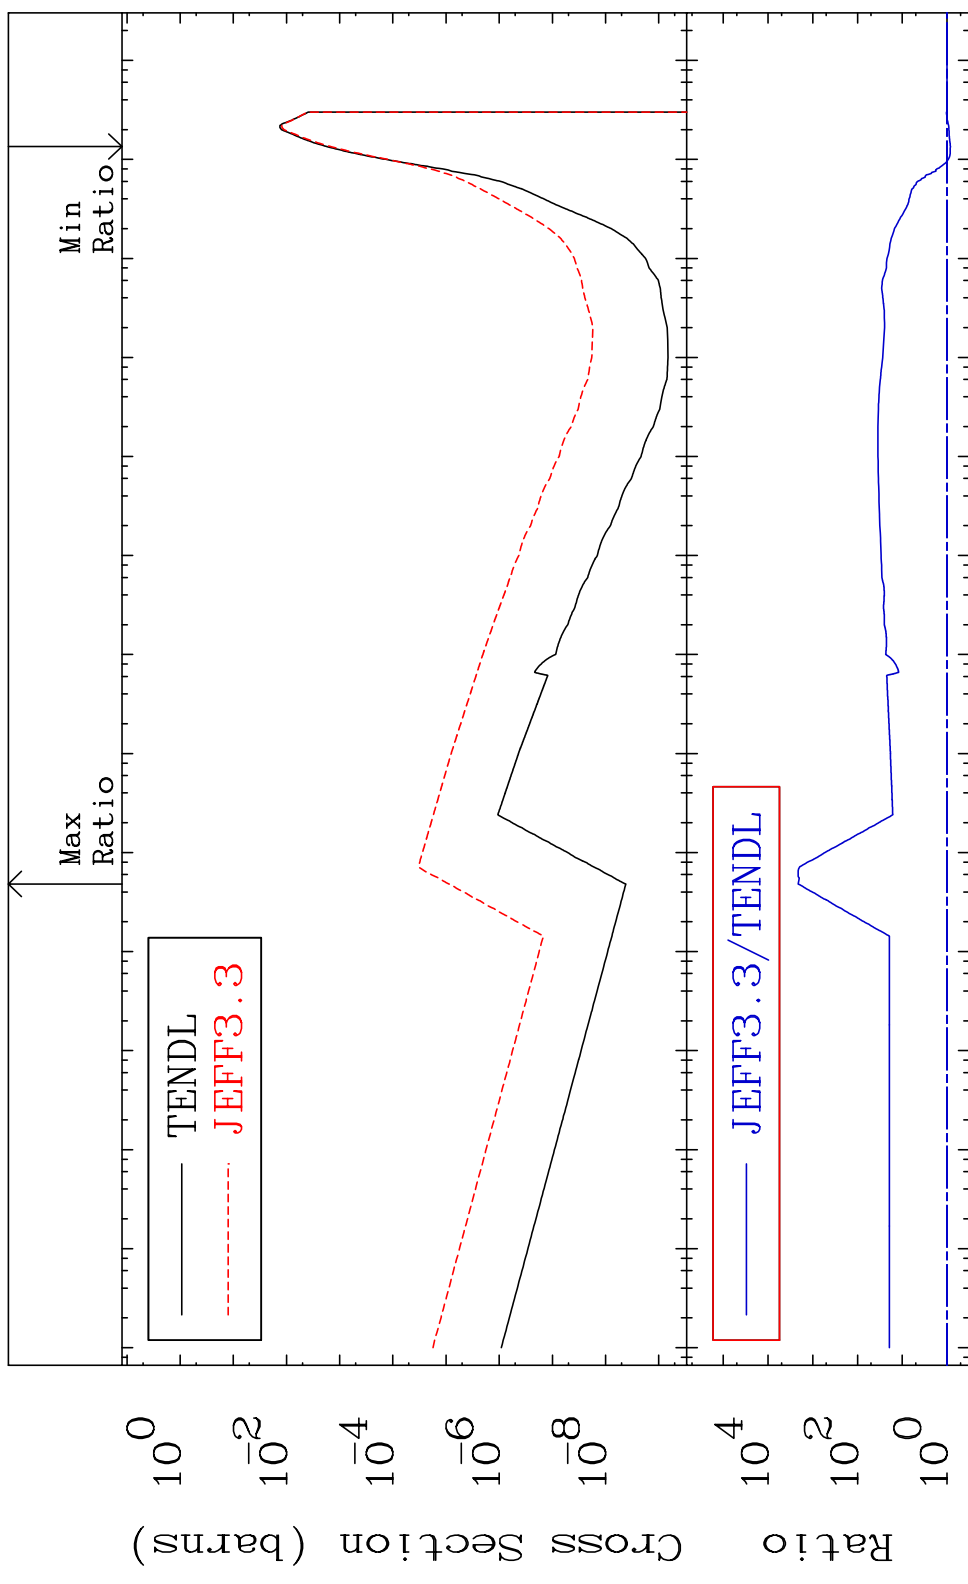 Max
Ratio
Min
Ratio
TENDL
JEFF3.3
10^0
10^-2
10^-4
10^-6
10^-8
Cross Section (barns)
JEFF3.3/TENDL
10^4
10^2
10^0
Ratio